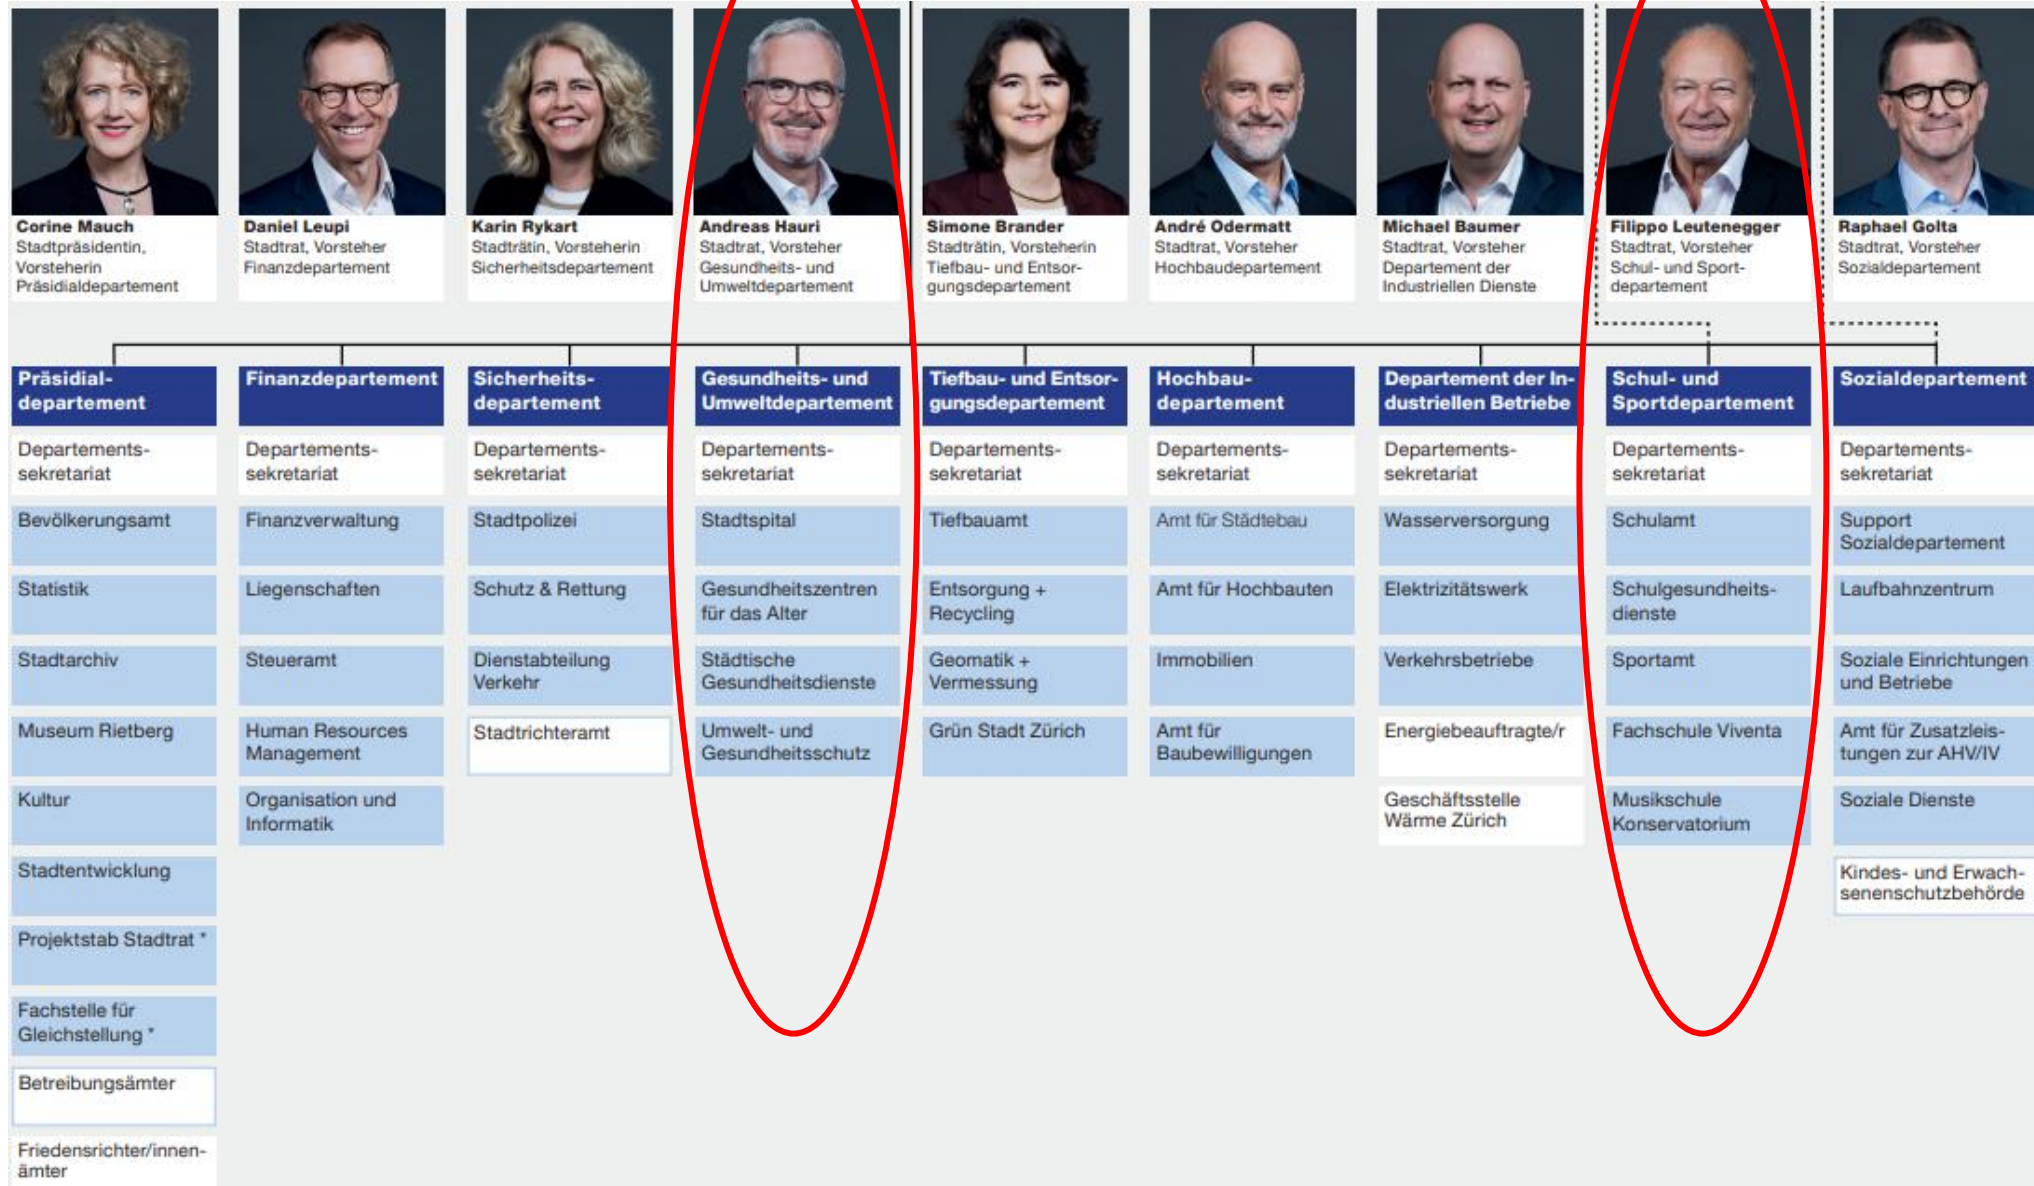 Corine Mauch
Stadtpräsidentin,
Vorsteherin
Präsidialdepartement
Daniel Leupi
Stadtrat, Vorsteher
Finanzdepartement
Karin Rykart
Stadträtin, Vorsteherin
Sicherheitsdepartement
Andreas Hauri
Stadtrat, Vorsteher
Gesundheits- und
Umweltdepartement
Simone Brander
Stadträtin, Vorsteherin
Tiefbau- und Entsor-
gungsdepartement
André Odermatt
Stadtrat, Vorsteher
Hochbaudepartement
Michael Baumer
Stadtrat, Vorsteher
Departement der
Industriellen Dienste
Filippo Leutenegger
Stadtrat, Vorsteher
Schul- und Sport-
departement
Raphael Golta
Stadtrat, Vorsteher
Sozialdepartement
Präsidial-
departement
Departements-
sekretariat
Bevölkerungsamt
Statistik
Stadtarchiv
Museum Rietberg
Kultur
Stadtentwicklung
Projektstab Stadtrat *
Fachstelle für
Gleichstellung *
Betreibungsämter
Friedensrichter/innen-
ämter
Finanzdepartement
Departements-
sekretariat
Finanzverwaltung
Liegenschaften
Steueramt
Human Resources
Management
Organisation und
Informatik
Sicherheits-
departement
Departements-
sekretariat
Stadtpolizei
Schutz & Rettung
Dienstabteilung
Verkehr
Stadtrichteramt
Gesundheits- und
Umweltdepartement
Departements-
sekretariat
Stadtspital
Gesundheitszentren
für das Alter
Städtische
Gesundheitsdienste
Umwelt- und
Gesundheitsschutz
Tiefbau- und Entsor-
gungsdepartement
Departements-
sekretariat
Tiefbauamt
Entsorgung +
Recycling
Geomatik +
Vermessung
Grün Stadt Zürich
Hochbau-
departement
Departements-
sekretariat
Amt für Städtebau
Amt für Hochbauten
Immobilien
Amt für
Baubewilligungen
Departement der In-
dustriellen Betriebe
Departements-
sekretariat
Wasserversorgung
Elektrizitätswerk
Verkehrsbetriebe
Energiebeauftragte/r
Geschäftsstelle
Wärme Zürich
Schul- und
Sportdepartement
Departements-
sekretariat
Schulamt
Schulgesundheits-
dienste
Sportamt
Fachschule Viventa
Musikschule
Konservatorium
Sozialdepartement
Departements-
sekretariat
Support
Sozialdepartement
Laufbahnzentrum
Soziale Einrichtungen
und Betriebe
Amt für Zusatzleis-
tungen zur AHV/IV
Soziale Dienste
Kindes- und Erwach-
senenschutzbehörde